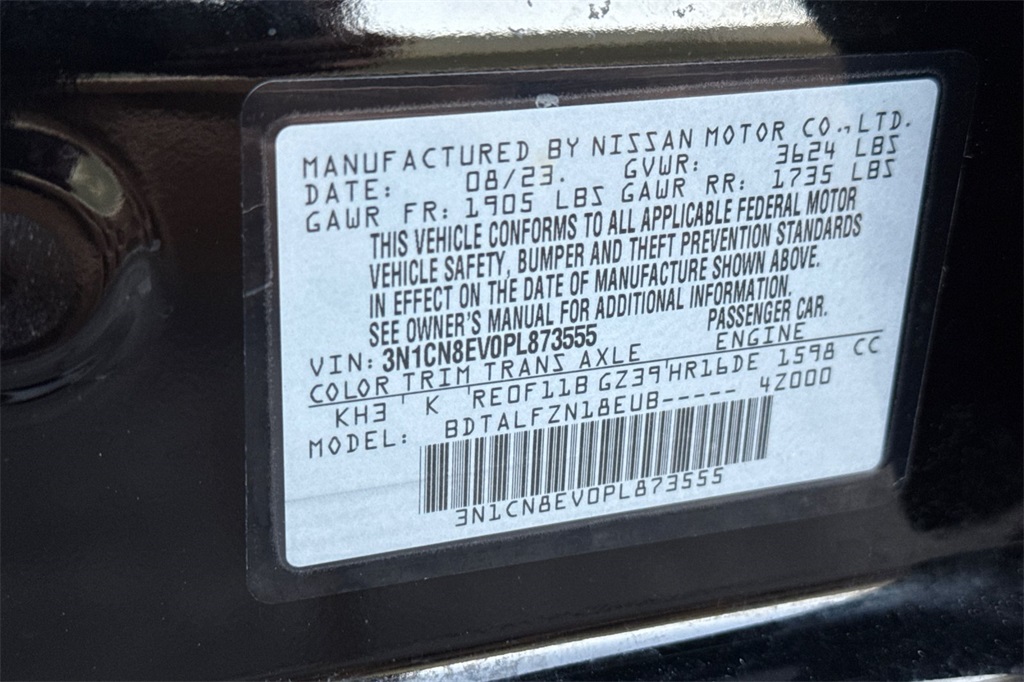 MANUFACTURED BY NISSAN MOTOR CO.,LTD.
DATE: 08/23. GVWR: 3624 LBS
GAWR FR: 1905 LBS GAWR RR: 1735 LBS
THIS VEHICLE CONFORMS TO ALL APPLICABLE FEDERAL MOTOR
VEHICLE SAFETY, BUMPER AND THEFT PREVENTION STANDARDS
IN EFFECT ON THE DATE OF MANUFACTURE SHOWN ABOVE.
SEE OWNER'S MANUAL FOR ADDITIONAL INFORMATION.
VIN: 3N1CN8EV0PL873555 PASSENGER CAR.
COLOR TRIM TRANS AXLE ENGINE
KH3 ' K ' RE0F11B GZ39'HR16DE 1598 CC
MODEL: BDTALFZN18EUB----- 4Z000
3N1CN8EV0PL873555